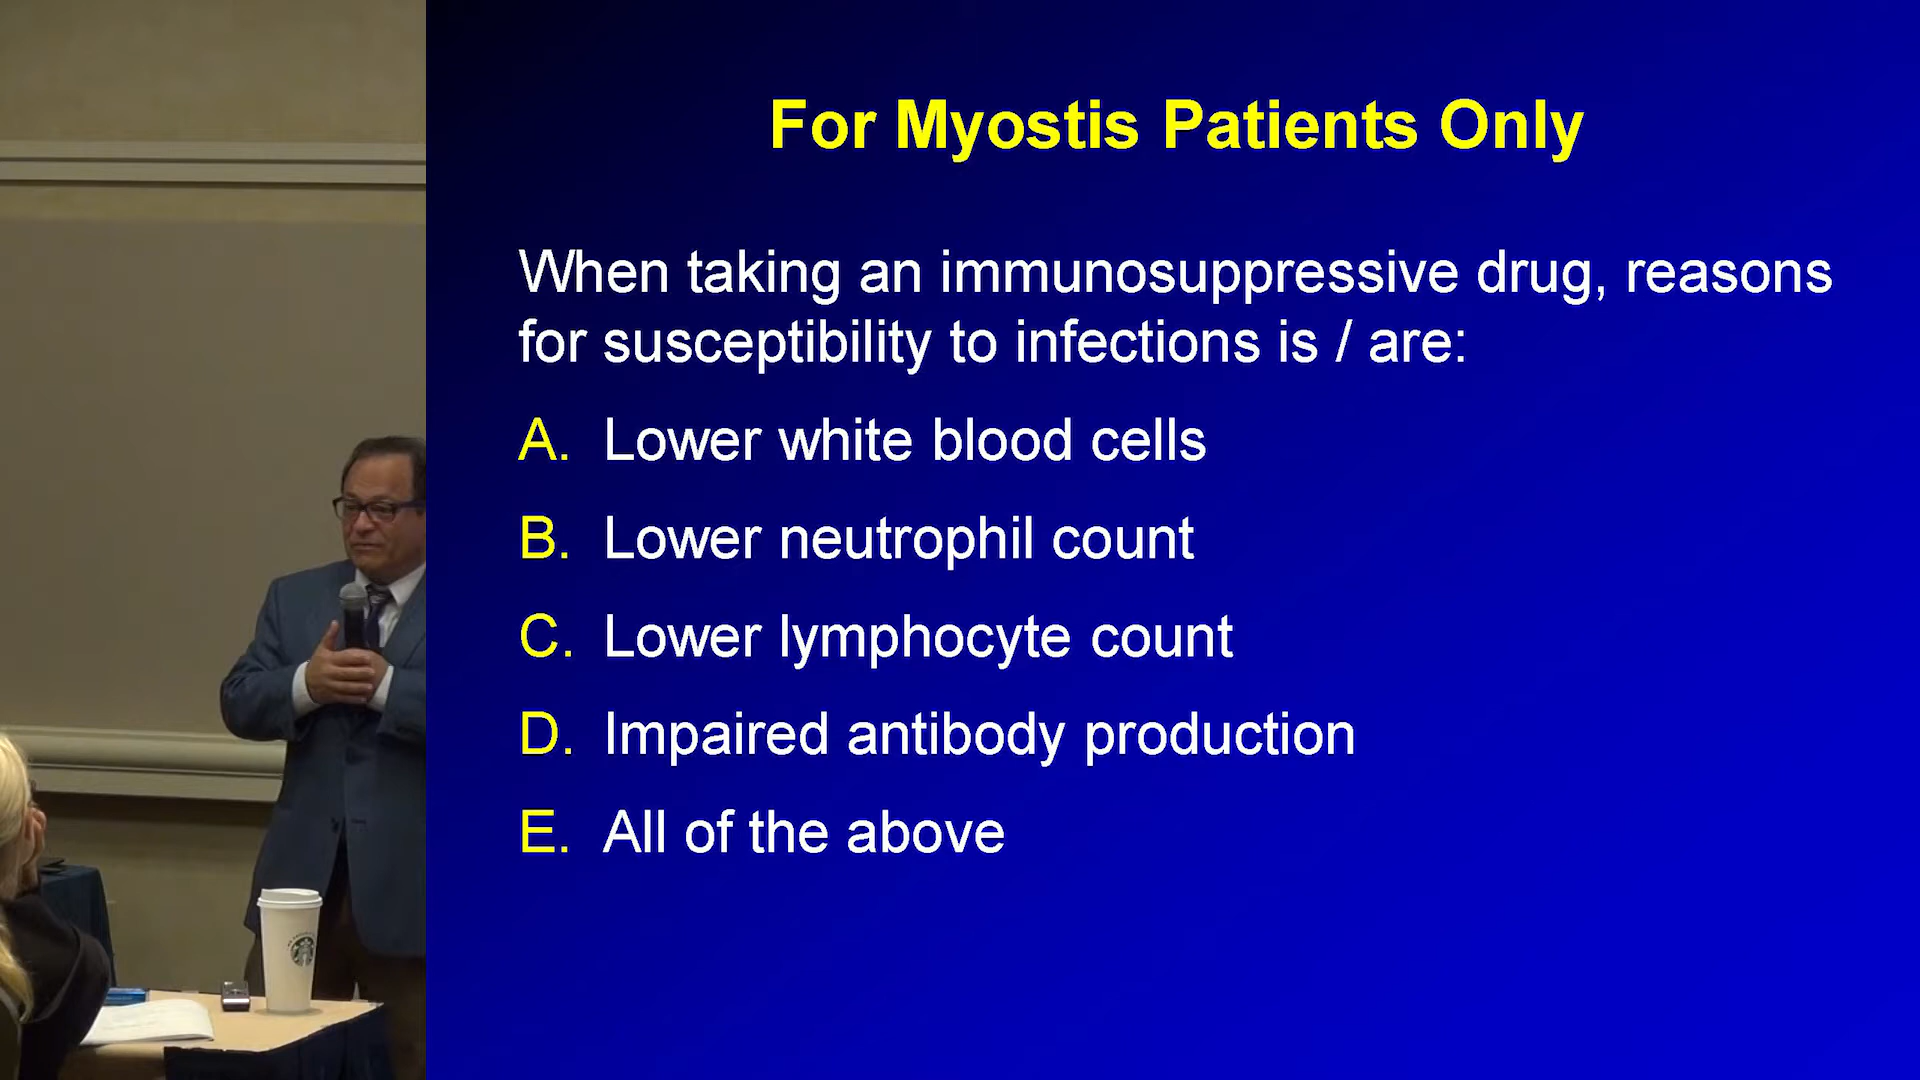 For Myostis Patients Only
When taking an immunosuppressive drug, reasons
for susceptibility to infections is / are:
A. Lower white blood cells
B. Lower neutrophil count
C. Lower lymphocyte count
D. Impaired antibody production
E. All of the above